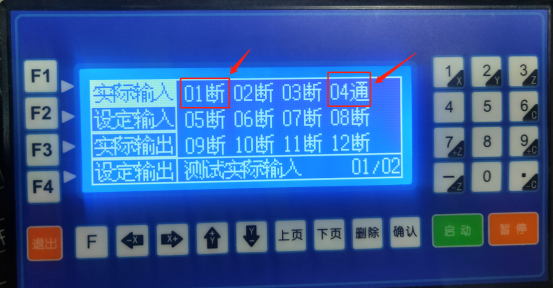 F1
F2
F3
F4
实际输入 01断 02断 03断 04通
设定输入 05断 06断 07断 08断
实际输出 09断 10断 11断 12断
设定输出 测试实际输入 01/02
1 2 3
4 5 6
7 8 9
- 0 .
退出 F -X X+ Y Y 上页 下页 删除 确认 启动 暂停